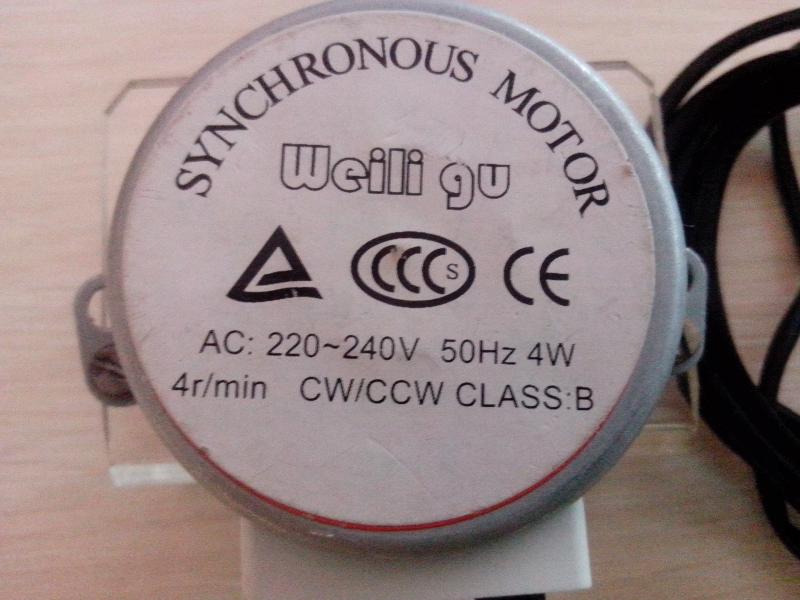 SYNCHRONOUS MOTOR
Weili gu
CCC S CE
AC: 220~240V 50Hz 4W
4r/min CW/CCW CLASS:B